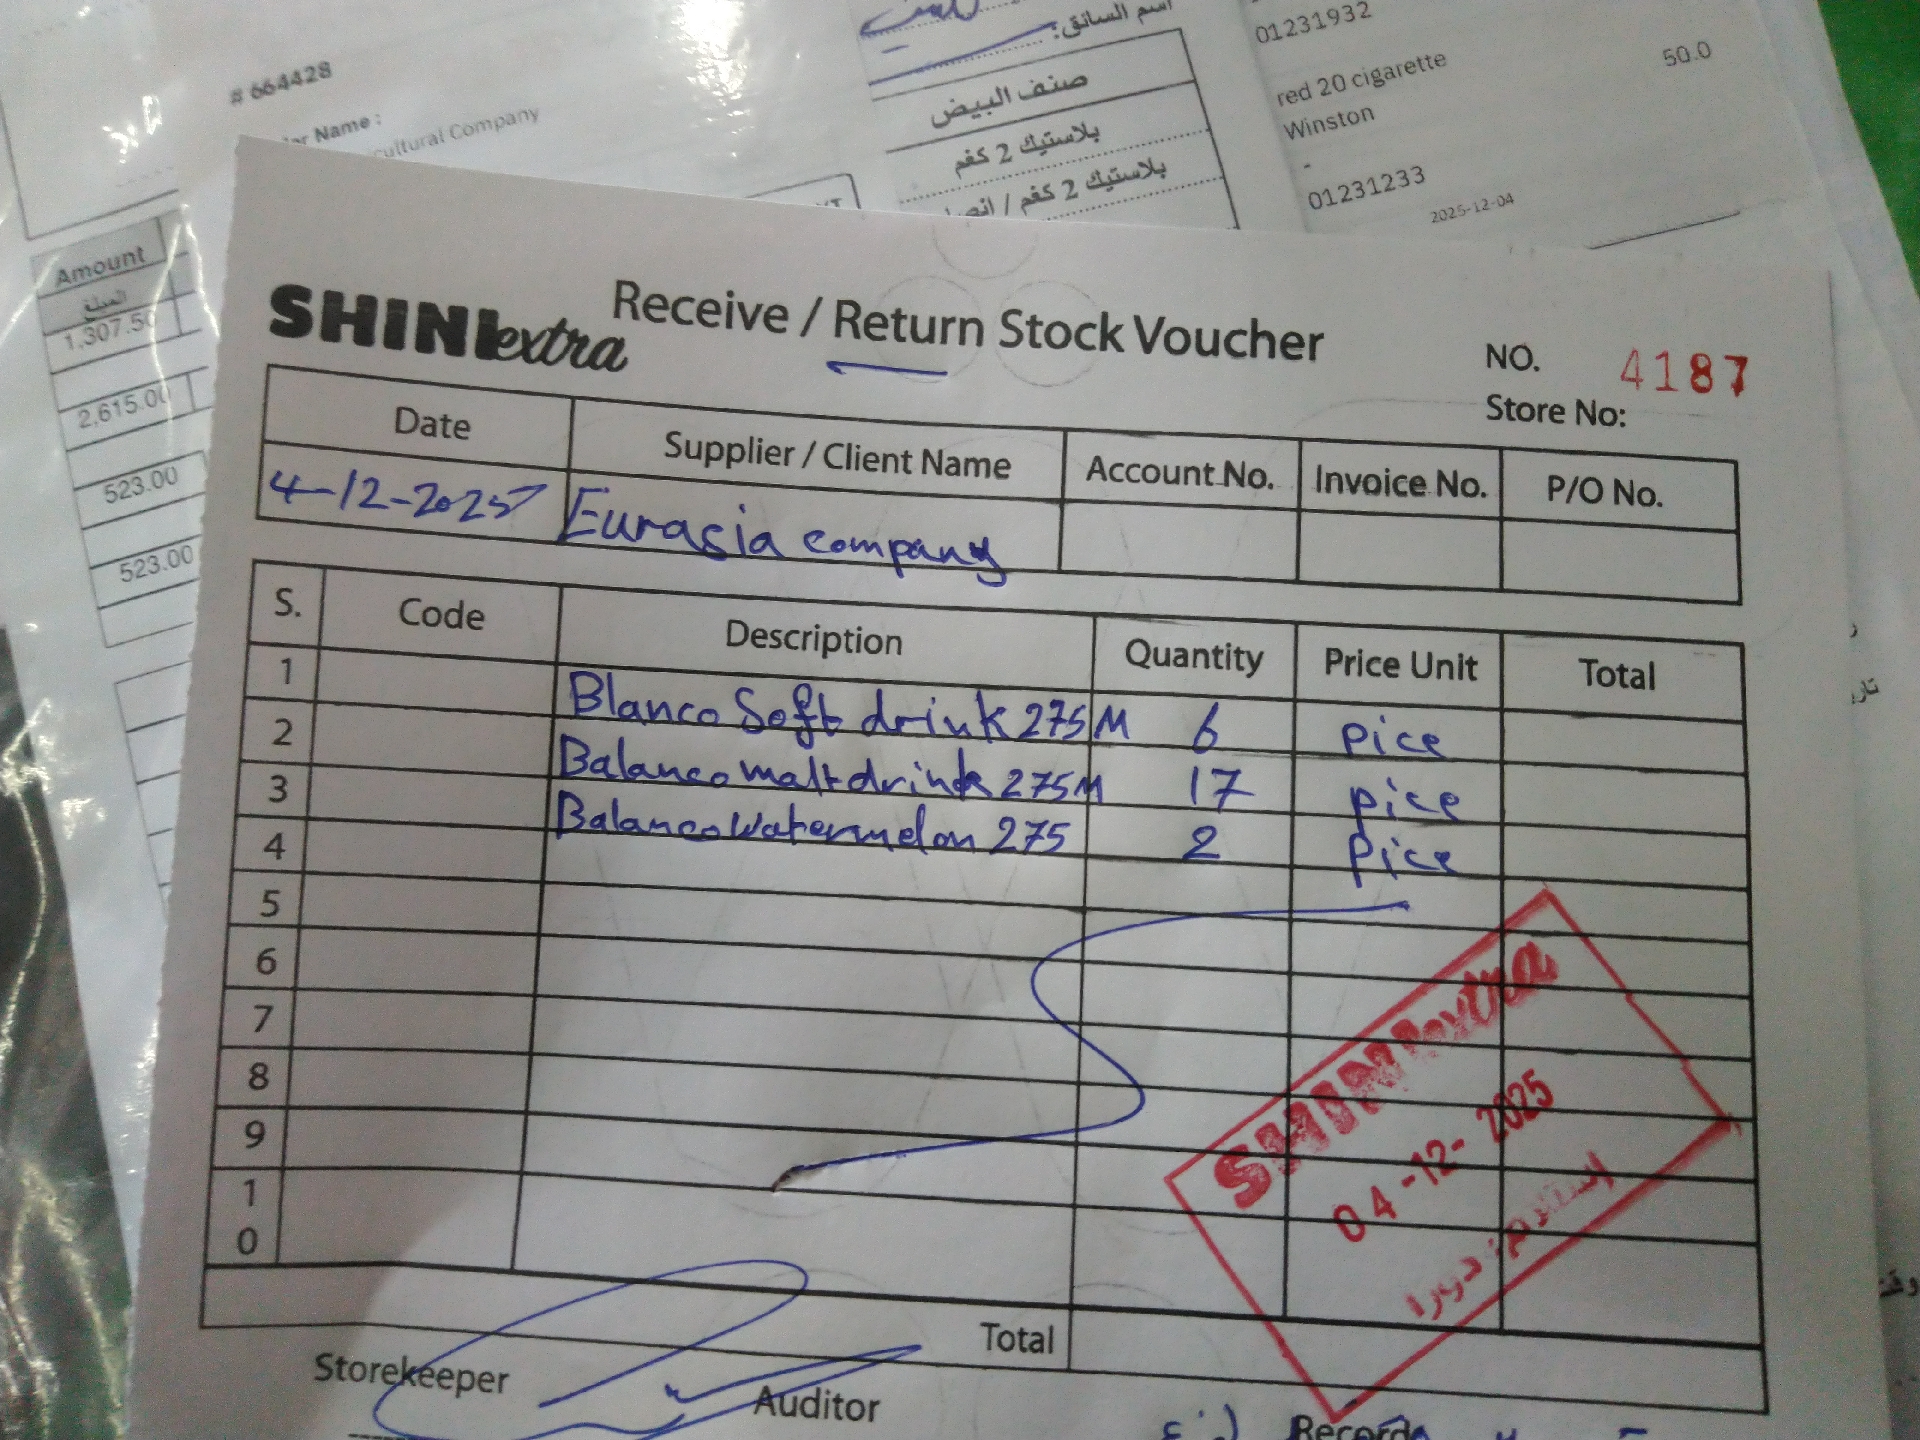 # 664428
Name :
cultural Company
Amount
المبلغ
1,307.50
2,615.00
523.00
523.00
اسم السائق:
صنف البيض
بلاستيك 2 كغم
بلاستيك 2 كغم /
01231932
red 20 cigarette 50.0
Winston
-
01231233
2025-12-04
SHINIextra Receive / Return Stock Voucher
NO. 4187
Store No:
Date Supplier / Client Name Account No. Invoice No. P/O No.
4-12-2025 Eurasia company
S. Code Description Quantity Price Unit Total
1 Blanco Soft drink 275M 6 pice
2 Balanco malt drink 275M 17 pice
3 Balanco Watermelon 275 2 Pice
4
5
6
7
8
9
10
SHINIextra
04-12-2025
إستلام : دورا
Total
Storekeeper Auditor